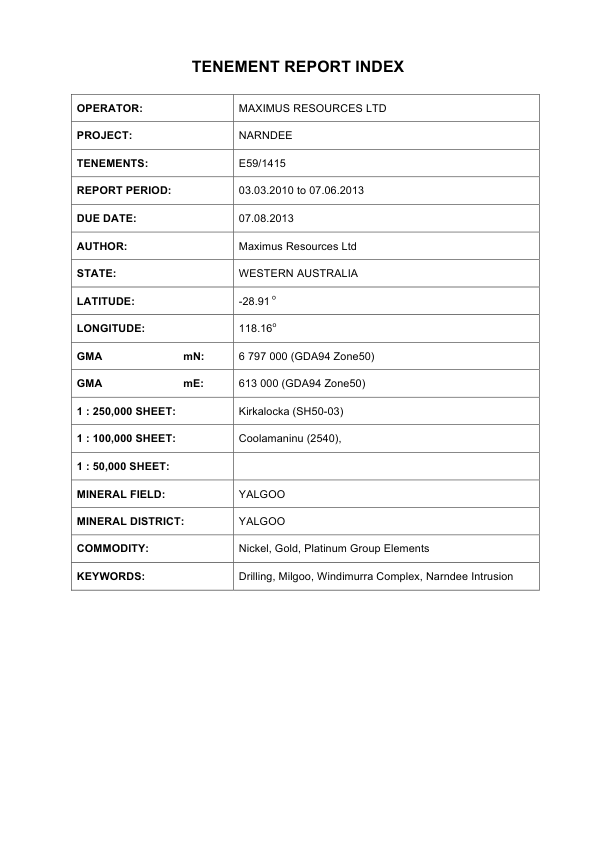 TENEMENT REPORT INDEX
OPERATOR: MAXIMUS RESOURCES LTD
PROJECT: NARNDEE
TENEMENTS: E59/1415
REPORT PERIOD: 03.03.2010 to 07.06.2013
DUE DATE: 07.08.2013
AUTHOR: Maximus Resources Ltd
STATE: WESTERN AUSTRALIA
LATITUDE: -28.91 º
LONGITUDE: 118.16º
GMA mN: 6 797 000 (GDA94 Zone50)
GMA mE: 613 000 (GDA94 Zone50)
1 : 250,000 SHEET: Kirkalocka (SH50-03)
1 : 100,000 SHEET: Coolamaninu (2540),
1 : 50,000 SHEET:
MINERAL FIELD: YALGOO
MINERAL DISTRICT: YALGOO
COMMODITY: Nickel, Gold, Platinum Group Elements
KEYWORDS: Drilling, Milgoo, Windimurra Complex, Narndee Intrusion